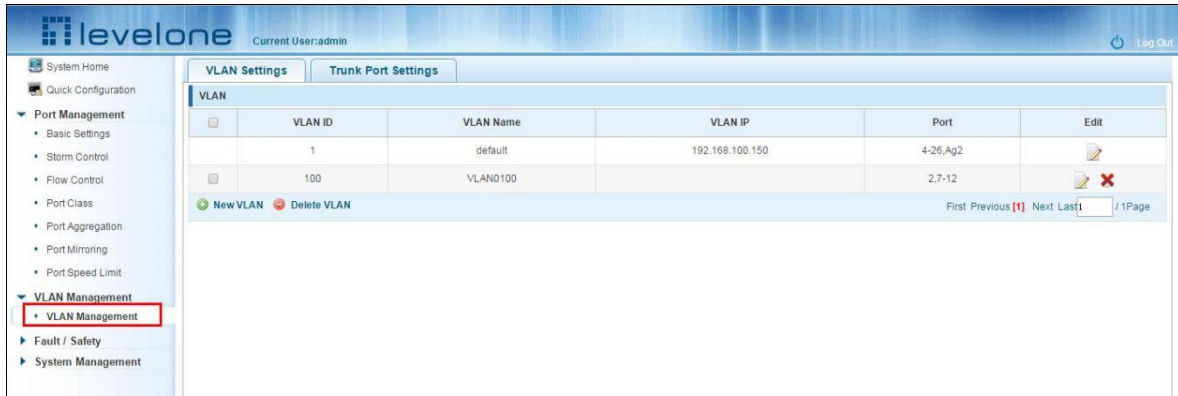 levelone Current User:admin Log Out
System Home
Quick Configuration
Port Management
Basic Settings
Storm Control
Flow Control
Port Class
Port Aggregation
Port Mirroring
Port Speed Limit
VLAN Management
VLAN Management
Fault / Safety
System Management
VLAN Settings Trunk Port Settings
VLAN
VLAN ID VLAN Name VLAN IP Port Edit
1 default 192.168.100.150 4-26,Ag2
100 VLAN0100 2,7-12
New VLAN Delete VLAN First Previous [1] Next Last 1 / 1Page